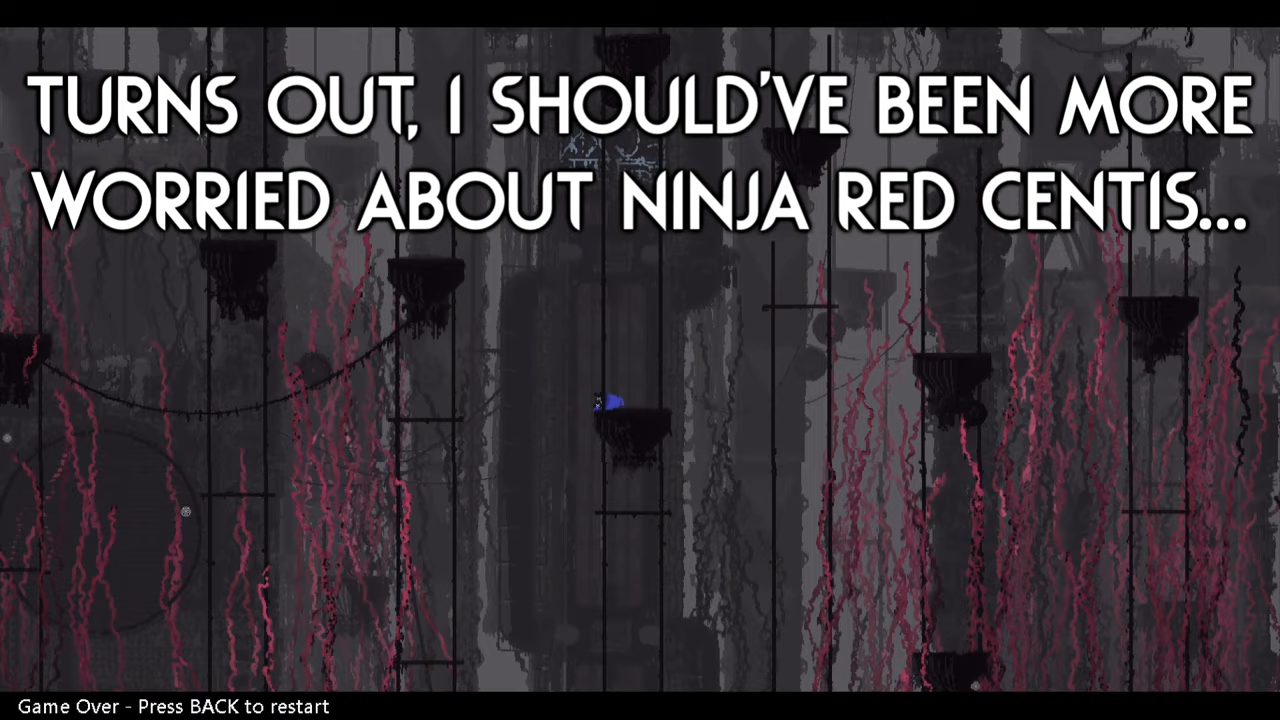 TURNS OUT, I SHOULD'VE BEEN MORE
WORRIED ABOUT NINJA RED CENTIS...
Game Over - Press BACK to restart